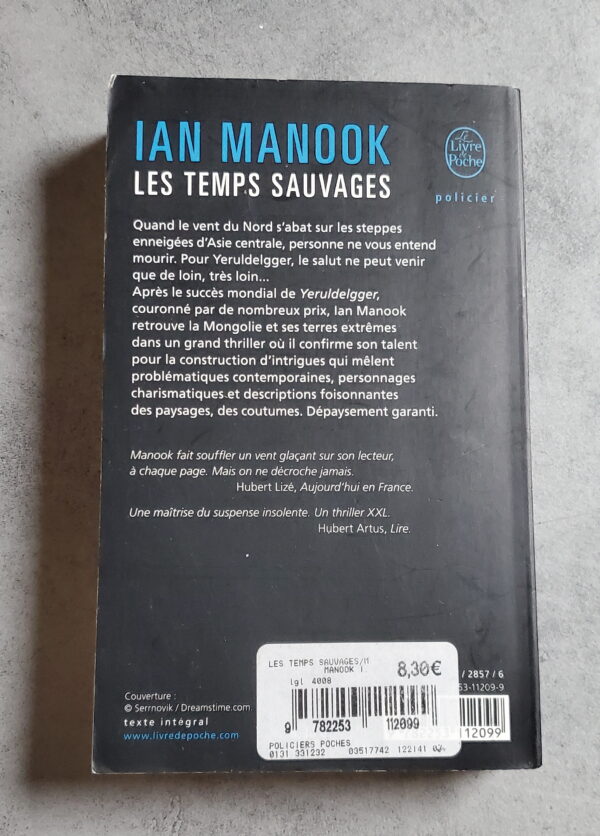 IAN MANOOK
LES TEMPS SAUVAGES
Le
Livre
de
Poche
policier
Quand le vent du Nord s'abat sur les steppes
enneigées d'Asie centrale, personne ne vous entend
mourir. Pour Yeruldelgger, le salut ne peut venir
que de loin, très loin...
Après le succès mondial de Yeruldelgger,
couronné par de nombreux prix, Ian Manook
retrouve la Mongolie et ses terres extrêmes
dans un grand thriller où il confirme son talent
pour la construction d'intrigues qui mêlent
problématiques contemporaines, personnages
charismatiques et descriptions foisonnantes
des paysages, des coutumes. Dépaysement garanti.
Manook fait souffler un vent glaçant sur son lecteur,
à chaque page. Mais on ne décroche jamais.
Hubert Lizé, Aujourd'hui en France.
Une maîtrise du suspense insolente. Un thriller XXL.
Hubert Artus, Lire.
LES TEMPS SAUVAGES/M
MANOOK I
8,30€
lgl 4008
9 782253 112099
POLICIERS POCHES
0131 331232 03517742 122141 02
/ 2857 / 6
53-11209-9
112099
Couverture :
© Serrnovik / Dreamstime.com
texte intégral
www.livredepoche.com